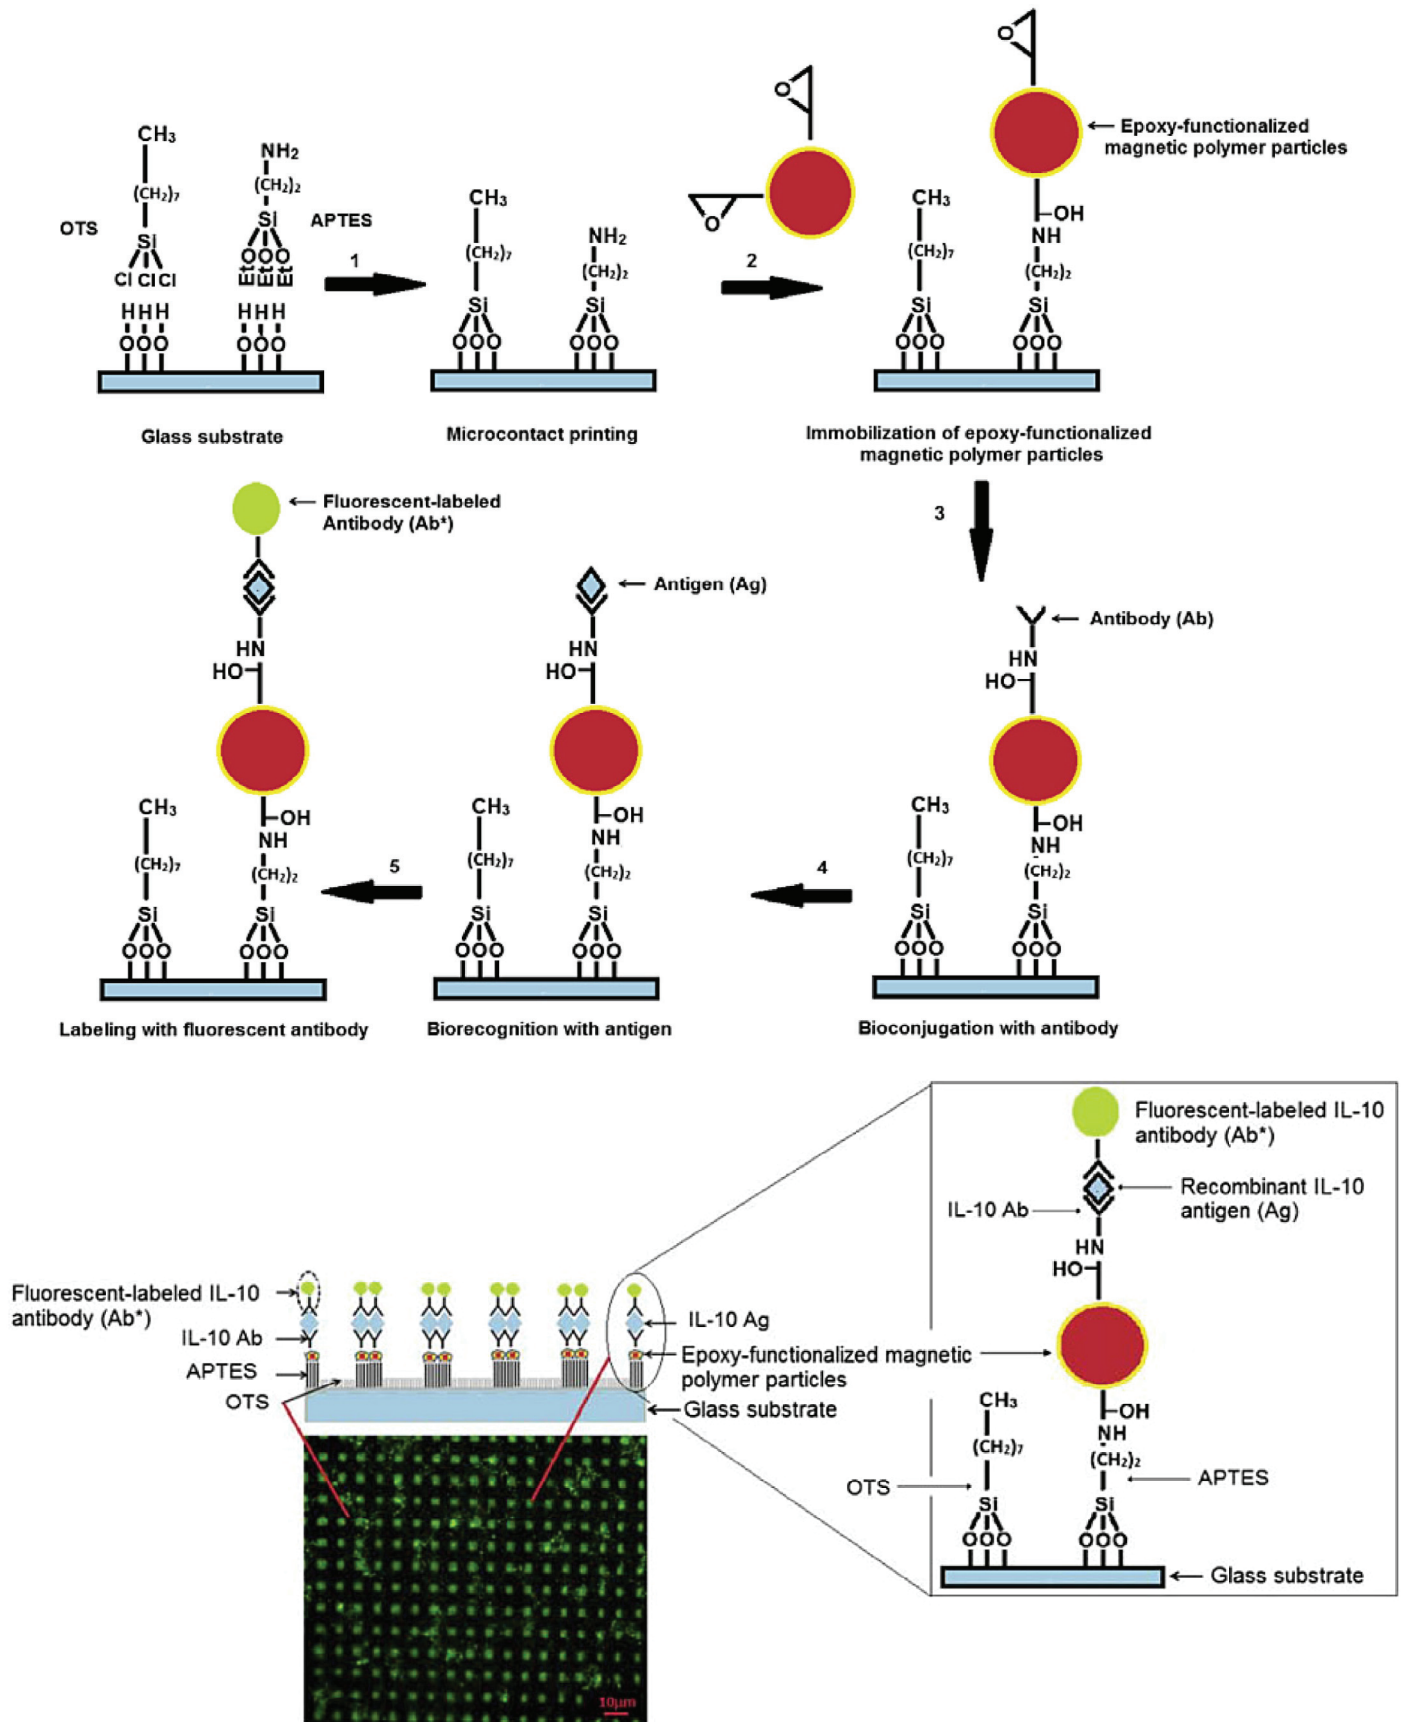 CH3
(CH2)7
OTS
Si
Cl Cl Cl
H H H
O O O
NH2
(CH2)2
Si
APTES
EtO EtO EtO
H H H
O O O
Glass substrate
1
CH3
(CH2)7
Si
O O O
NH2
(CH2)2
Si
O O O
Microcontact printing
O
O
2
O
Epoxy-functionalized
magnetic polymer particles
CH3
(CH2)7
Si
O O O
OH
NH
(CH2)2
Si
O O O
Immobilization of epoxy-functionalized
magnetic polymer particles
3
Antibody (Ab)
HN
HO
CH3
(CH2)7
Si
O O O
OH
NH
(CH2)2
Si
O O O
Bioconjugation with antibody
4
Antigen (Ag)
HN
HO
CH3
(CH2)7
Si
O O O
OH
NH
(CH2)2
Si
O O O
Biorecognition with antigen
5
Fluorescent-labeled
Antibody (Ab*)
HN
HO
CH3
(CH2)7
Si
O O O
OH
NH
(CH2)2
Si
O O O
Labeling with fluorescent antibody
Fluorescent-labeled IL-10
antibody (Ab*)
IL-10 Ab
APTES
OTS
IL-10 Ag
Epoxy-functionalized magnetic
polymer particles
Glass substrate
10μm
Fluorescent-labeled IL-10
antibody (Ab*)
Recombinant IL-10
antigen (Ag)
IL-10 Ab
HN
HO
CH3
(CH2)7
OTS
Si
O O O
OH
NH
(CH2)2
APTES
Si
O O O
Glass substrate